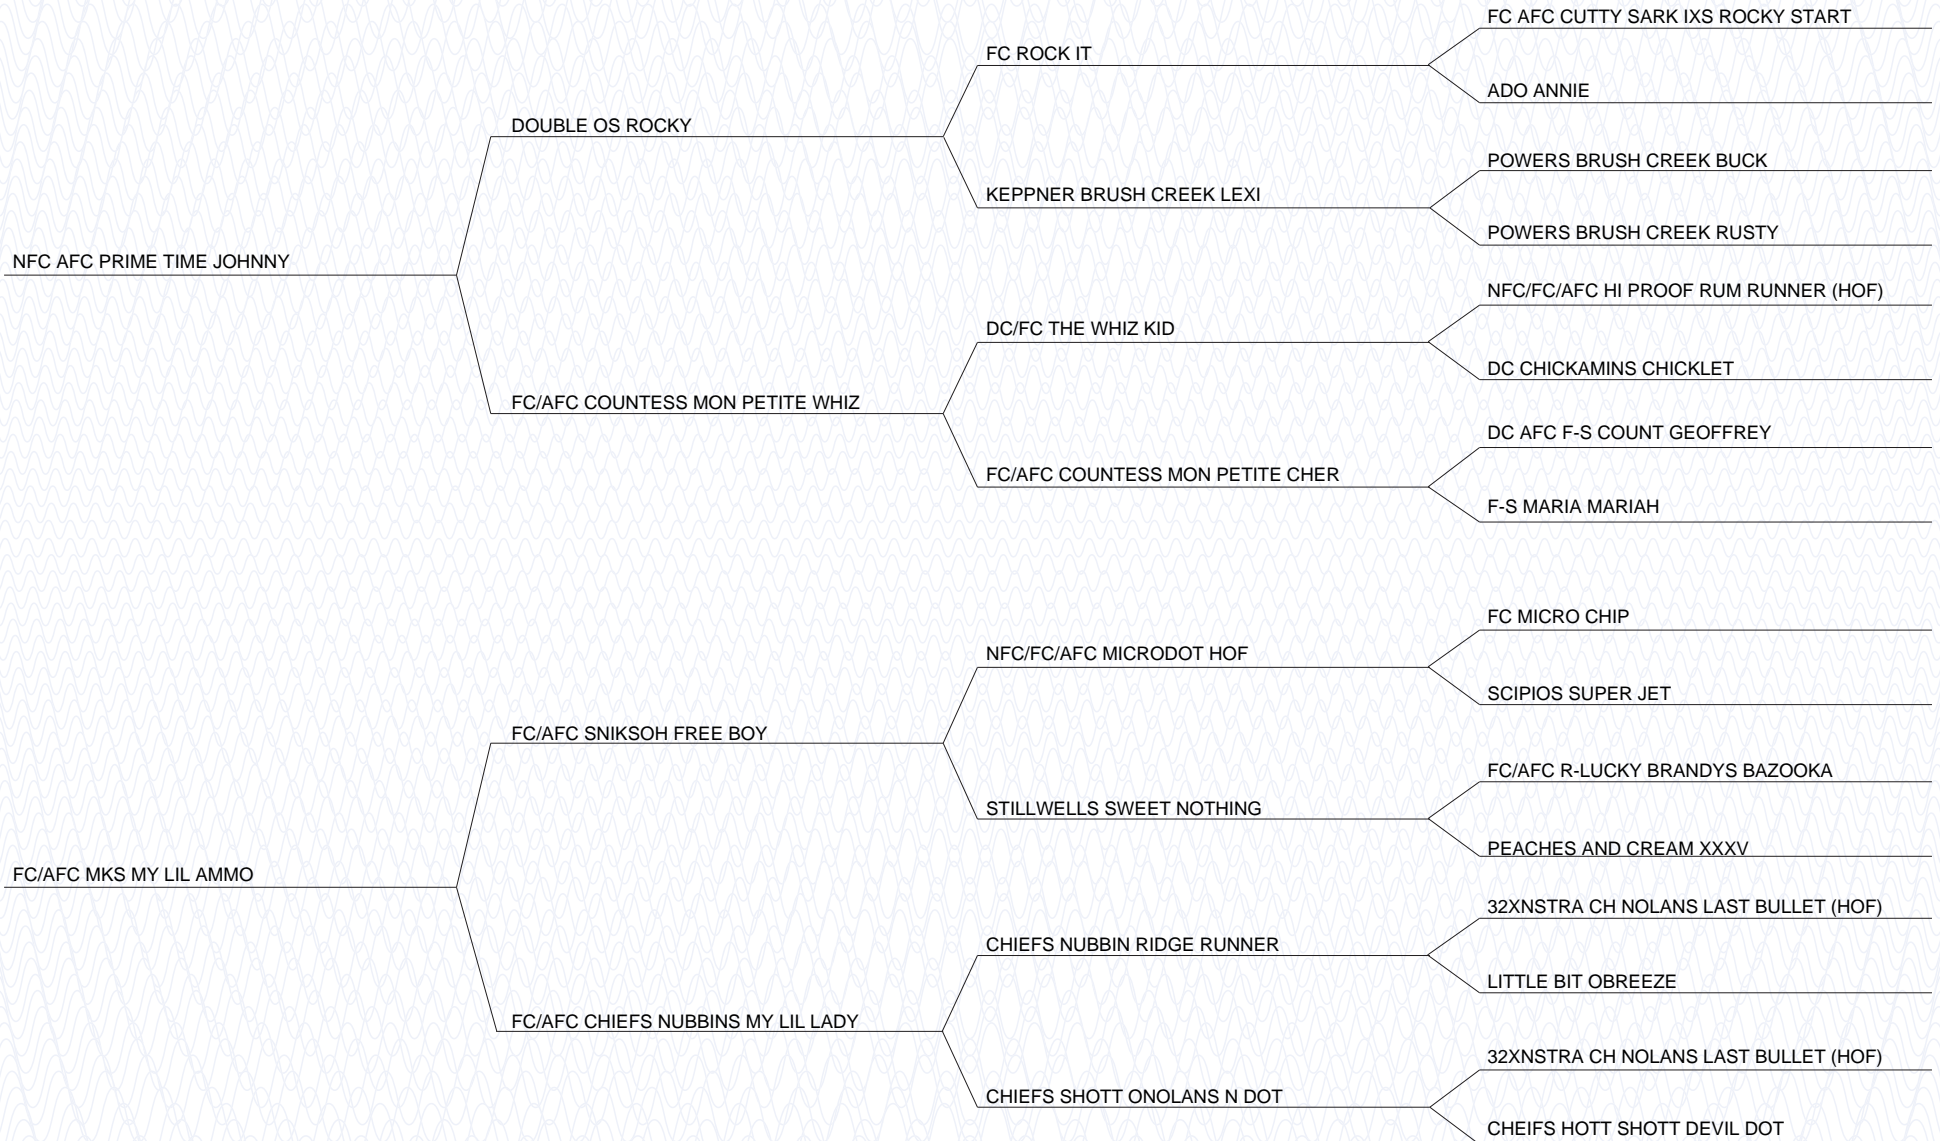 FC AFC CUTTY SARK IXS ROCKY START
FC ROCK IT
ADO ANNIE
DOUBLE OS ROCKY
POWERS BRUSH CREEK BUCK
KEPPNER BRUSH CREEK LEXI
POWERS BRUSH CREEK RUSTY
NFC AFC PRIME TIME JOHNNY
NFC/FC/AFC HI PROOF RUM RUNNER (HOF)
DC/FC THE WHIZ KID
DC CHICKAMINS CHICKLET
FC/AFC COUNTESS MON PETITE WHIZ
DC AFC F-S COUNT GEOFFREY
FC/AFC COUNTESS MON PETITE CHER
F-S MARIA MARIAH
FC MICRO CHIP
NFC/FC/AFC MICRODOT HOF
SCIPIOS SUPER JET
FC/AFC SNIKSOH FREE BOY
FC/AFC R-LUCKY BRANDYS BAZOOKA
STILLWELLS SWEET NOTHING
PEACHES AND CREAM XXXV
FC/AFC MKS MY LIL AMMO
32XNSTRA CH NOLANS LAST BULLET (HOF)
CHIEFS NUBBIN RIDGE RUNNER
LITTLE BIT OBREEZE
FC/AFC CHIEFS NUBBINS MY LIL LADY
32XNSTRA CH NOLANS LAST BULLET (HOF)
CHIEFS SHOTT ONOLANS N DOT
CHEIFS HOTT SHOTT DEVIL DOT